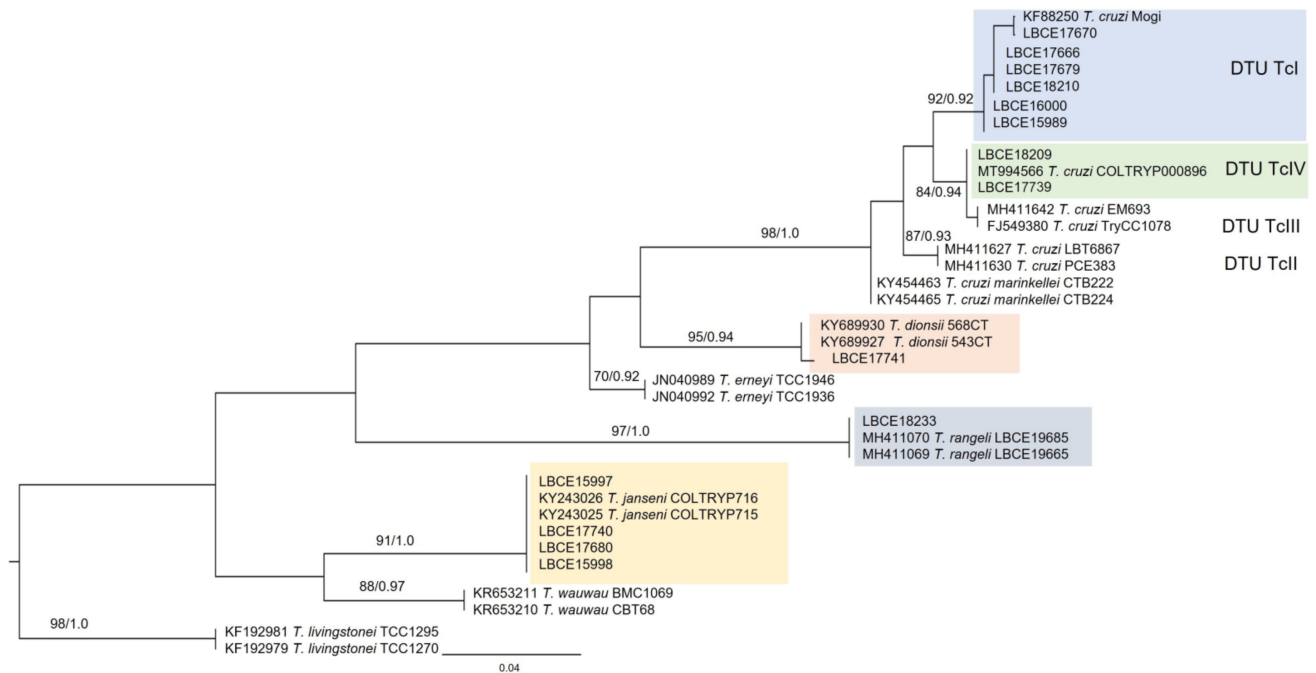 KF88250 T. cruzi Mogi
LBCE17670
LBCE17666
LBCE17679
LBCE18210
DTU TcI
92/0.92
LBCE16000
LBCE15989
LBCE18209
MT994566 T. cruzi COLTRYP000896
DTU TcIV
LBCE17739
84/0.94
MH411642 T. cruzi EM693
FJ549380 T. cruzi TryCC1078
DTU TcIII
98/1.0
87/0.93
MH411627 T. cruzi LBT6867
MH411630 T. cruzi PCE383
DTU TcII
KY454463 T. cruzi marinkellei CTB222
KY454465 T. cruzi marinkellei CTB224
95/0.94
KY689930 T. dionsii 568CT
KY689927 T. dionsii 543CT
LBCE17741
70/0.92
JN040989 T. erneyi TCC1946
JN040992 T. erneyi TCC1936
97/1.0
LBCE18233
MH411070 T. rangeli LBCE19685
MH411069 T. rangeli LBCE19665
LBCE15997
KY243026 T. janseni COLTRYP716
KY243025 T. janseni COLTRYP715
LBCE17740
91/1.0
LBCE17680
LBCE15998
88/0.97
KR653211 T. wauwau BMC1069
KR653210 T. wauwau CBT68
98/1.0
KF192981 T. livingstonei TCC1295
KF192979 T. livingstonei TCC1270
0.04